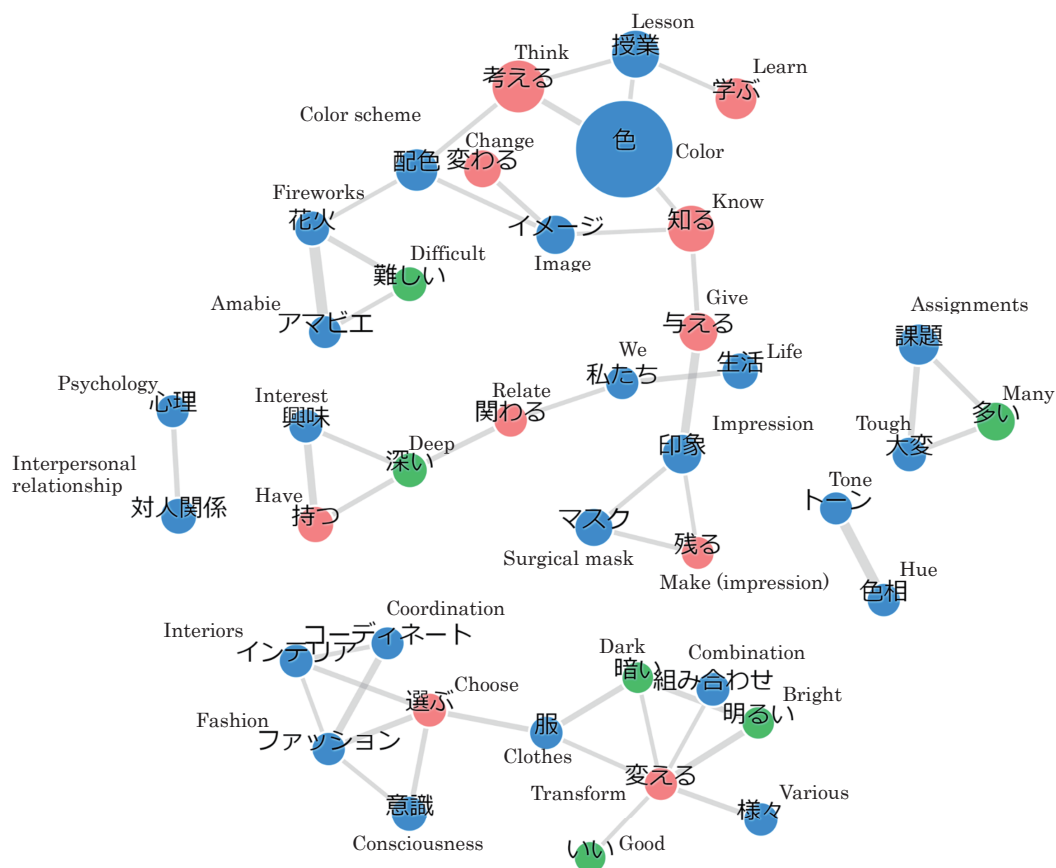 Lesson
授業
Think
考える
Learn
学ぶ
Color scheme
配色
Change
変わる
色
Color
Fireworks
花火
Know
知る
イメージ
Image
Difficult
難しい
Amabie
アマビエ
Give
与える
Assignments
課題
We
私たち
Life
生活
Psychology
心理
Interest
興味
Relate
関わる
Many
多い
Tough
大変
Deep
深い
Impression
印象
Interpersonal
relationship
対人関係
Have
持つ
Tone
トーン
マスク
Surgical mask
残る
Make (impression)
Hue
色相
Coordination
コーディネート
Interiors
インテリア
Choose
選ぶ
Dark
暗い
Combination
組み合わせ
Bright
明るい
Fashion
ファッション
服
Clothes
変える
Transform
意識
Consciousness
Various
様々
いい
Good